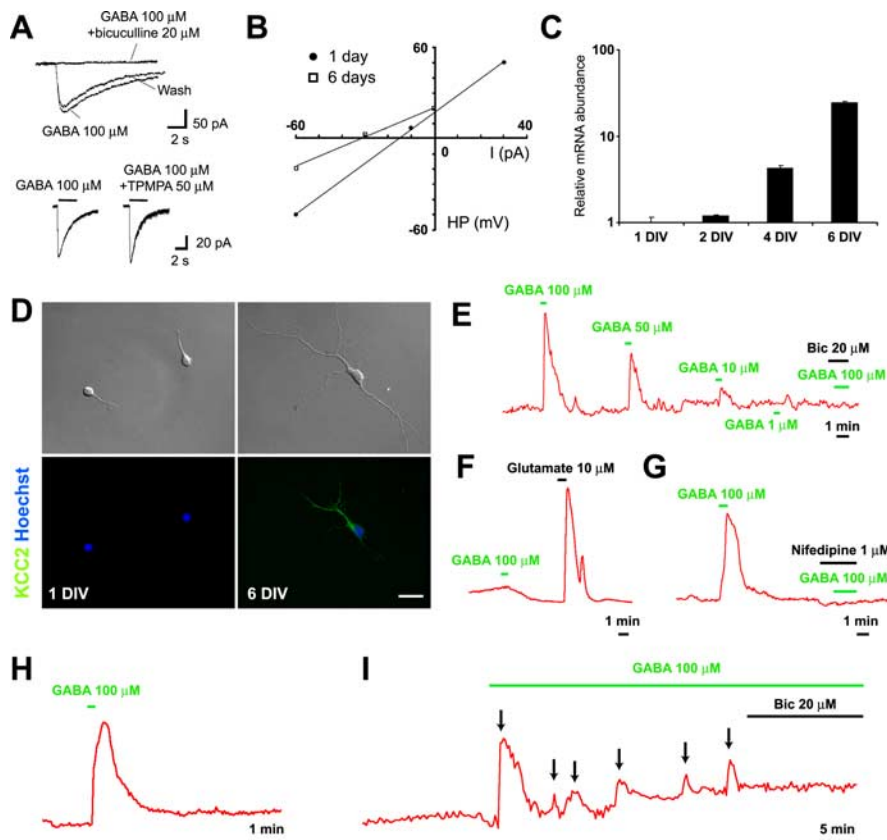 A
GABA 100 μM
+bicuculline 20 μM
Wash
GABA 100 μM
50 pA
2 s
GABA 100 μM
GABA 100 μM
+TPMPA 50 μM
20 pA
2 s
B
60
1 day
6 days
-60
40
0
I (pA)
-60
HP (mV)
C
Relative mRNA abundance
100
10
1
1 DIV
2 DIV
4 DIV
6 DIV
D
KCC2 Hoechst
1 DIV
6 DIV
E
GABA 100 μM
GABA 50 μM
GABA 10 μM
Bic 20 μM
GABA 100 μM
GABA 1 μM
1 min
F
Glutamate 10 μM
GABA 100 μM
1 min
G
GABA 100 μM
Nifedipine 1 μM
GABA 100 μM
1 min
H
GABA 100 μM
1 min
I
GABA 100 μM
Bic 20 μM
5 min